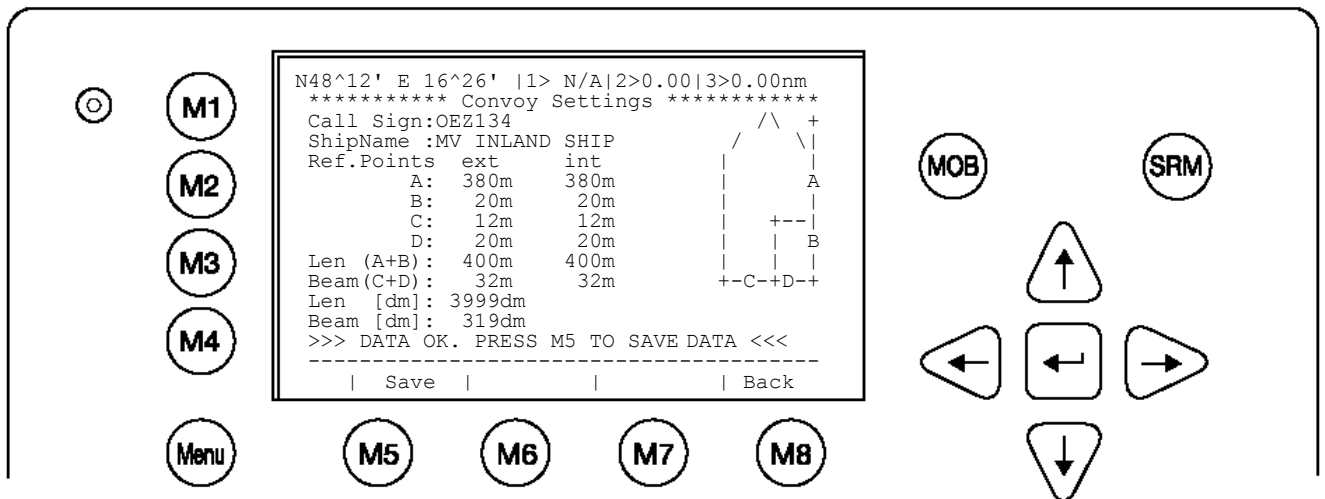 N48^12' E 16^26' |1> N/A|2>0.00|3>0.00nm
*********** Convoy Settings ************
Call Sign:OEZ134 /\ +
ShipName :MV INLAND SHIP / \|
Ref.Points ext int | |
A: 380m 380m | A
B: 20m 20m | |
C: 12m 12m | +--|
D: 20m 20m | | B
Len (A+B): 400m 400m | | |
Beam(C+D): 32m 32m +-C-+D-+
Len [dm]: 3999dm
Beam [dm]: 319dm
>>> DATA OK. PRESS M5 TO SAVE DATA <<<
----------------------------------------
| Save | | | Back
M1
M2
M3
M4
Menu
M5
M6
M7
M8
MOB
SRM